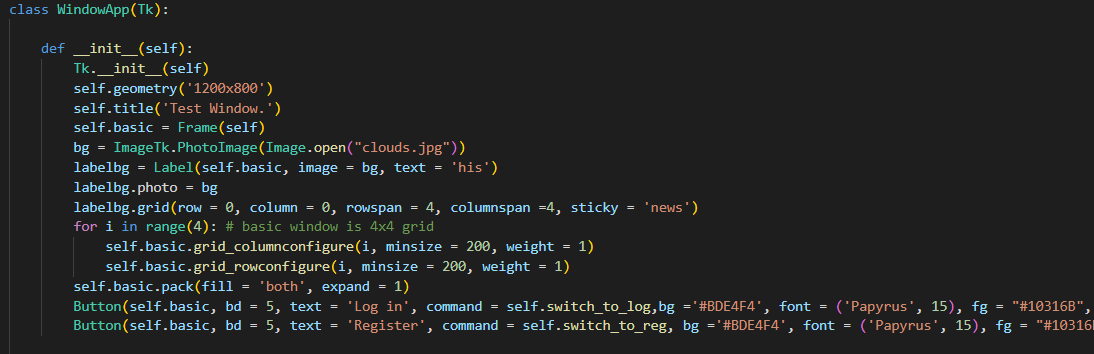 class WindowApp(Tk):
def __init__(self):
Tk.__init__(self)
self.geometry('1200x800')
self.title('Test Window.')
self.basic = Frame(self)
bg = ImageTk.PhotoImage(Image.open("clouds.jpg"))
labelbg = Label(self.basic, image = bg, text = 'his')
labelbg.photo = bg
labelbg.grid(row = 0, column = 0, rowspan = 4, columnspan =4, sticky = 'news')
for i in range(4): # basic window is 4x4 grid
self.basic.grid_columnconfigure(i, minsize = 200, weight = 1)
self.basic.grid_rowconfigure(i, minsize = 200, weight = 1)
self.basic.pack(fill = 'both', expand = 1)
Button(self.basic, bd = 5, text = 'Log in', command = self.switch_to_log,bg ='#BDE4F4', font = ('Papyrus', 15), fg = "#10316B",
Button(self.basic, bd = 5, text = 'Register', command = self.switch_to_reg, bg ='#BDE4F4', font = ('Papyrus', 15), fg = "#10316